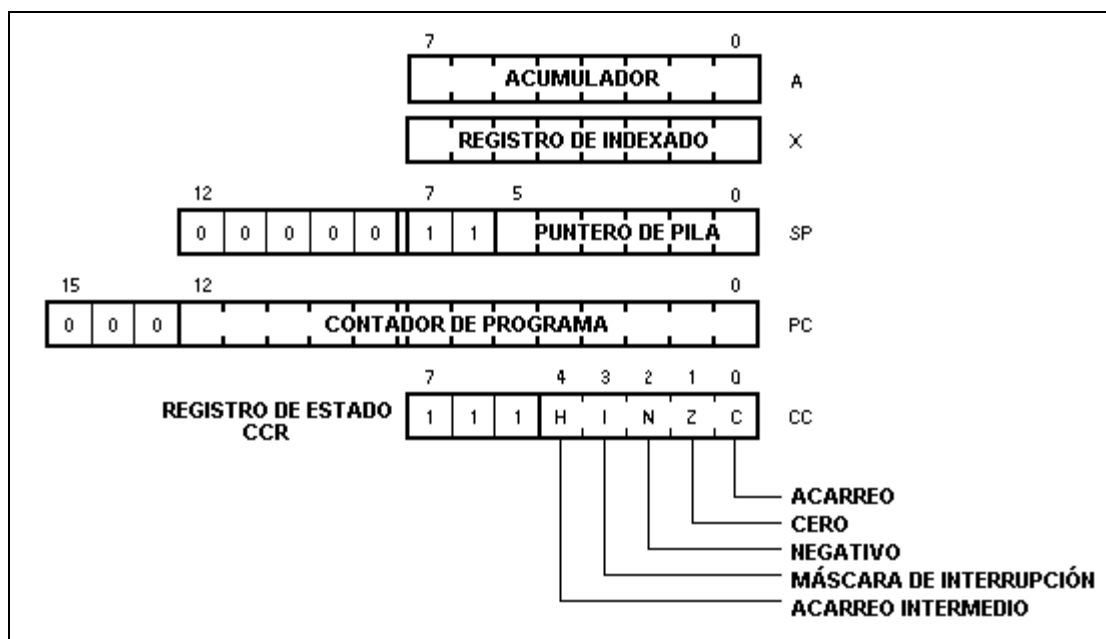 7 0
ACUMULADOR A
REGISTRO DE INDEXADO X
12 7 5 0
0 0 0 0 0 1 1 PUNTERO DE PILA SP
15 12 0
0 0 0 CONTADOR DE PROGRAMA PC
7 4 3 2 1 0
REGISTRO DE ESTADO 1 1 1 H I N Z C CC
CCR
ACARREO
CERO
NEGATIVO
MÁSCARA DE INTERRUPCIÓN
ACARREO INTERMEDIO